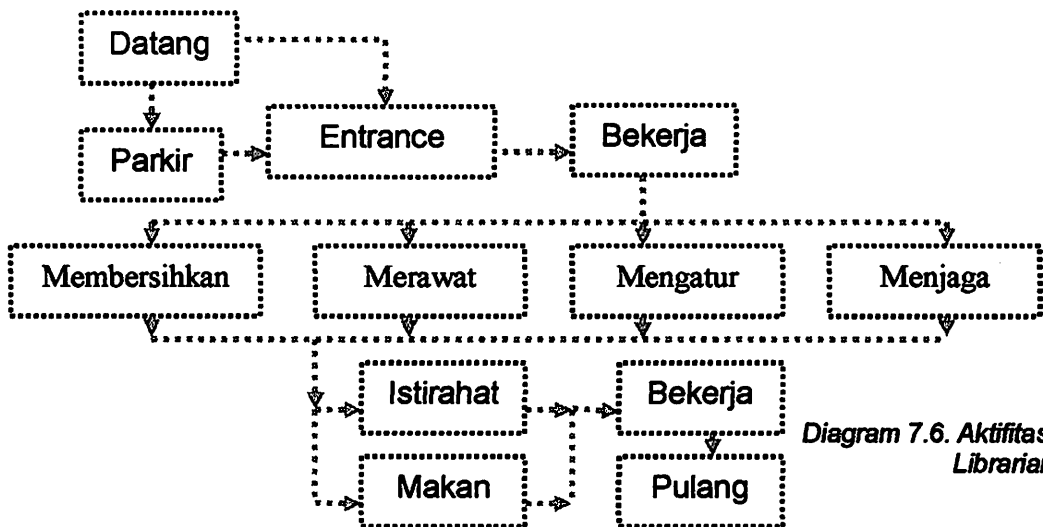 Datang
Parkir
Entrance
Bekerja
Membersihkan
Merawat
Mengatur
Menjaga
Istirahat
Bekerja
Makan
Pulang
Diagram 7.6. Aktifitas
Librarian